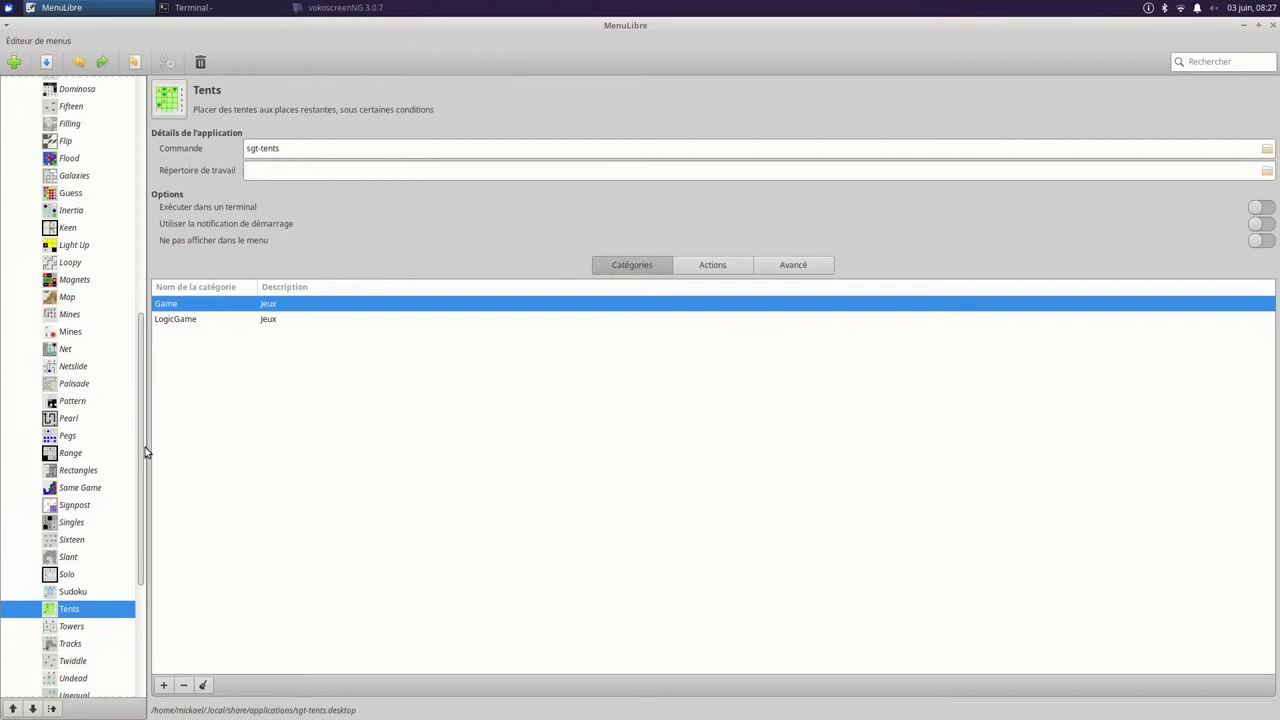 MenuLibre
Terminal -
vokoscreenNG 3.0.7
03 juin, 08:27
MenuLibre
Éditeur de menus
Rechercher
Dominosa
Fifteen
Filling
Flip
Flood
Galaxies
Guess
Inertia
Keen
Light Up
Loopy
Magnets
Map
Mines
Mines
Net
Netslide
Palisade
Pattern
Pearl
Pegs
Range
Rectangles
Same Game
Signpost
Singles
Sixteen
Slant
Solo
Sudoku
Tents
Towers
Tracks
Twiddle
Undead
Unequal
Tents
Placer des tentes aux places restantes, sous certaines conditions
Détails de l'application
Commande
sgt-tents
Répertoire de travail
Options
Exécuter dans un terminal
Utiliser la notification de démarrage
Ne pas afficher dans le menu
Catégories
Actions
Avancé
Nom de la catégorie
Description
Game
Jeux
LogicGame
Jeux
/home/mickael/.local/share/applications/sgt-tents.desktop